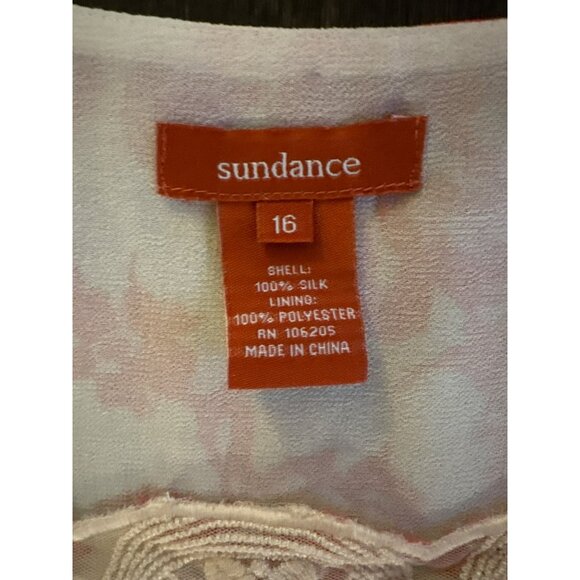 sundance
16
SHELL:
100% SILK
LINING:
100% POLYESTER
RN 106205
MADE IN CHINA